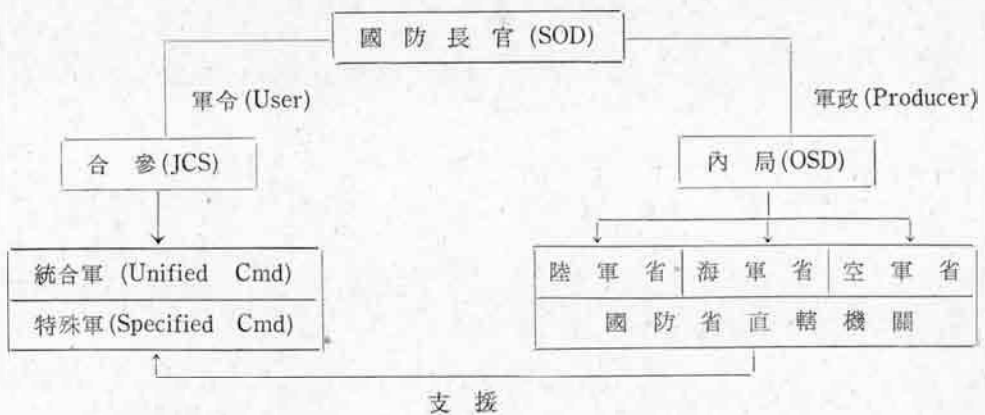 國防長官 (SOD)
軍令 (User)
軍政 (Producer)
合參 (JCS)
內局 (OSD)
統合軍 (Unified Cmd)
特殊軍 (Specified Cmd)
陸軍省 海軍省 空軍省
國防省直轄機關
支援